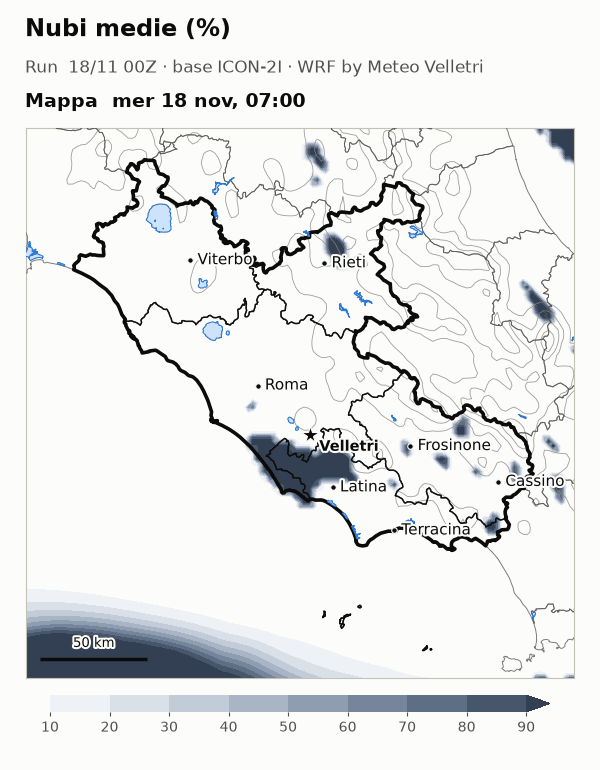 Nubi medie (%)
Run  18/11 00Z · base ICON-2I · WRF by Meteo Velletri
Mappa  mer 18 nov, 07:00
Viterbo
Rieti
Roma
Velletri
Frosinone
Latina
Cassino
Terracina
50 km
10 20 30 40 50 60 70 80 90